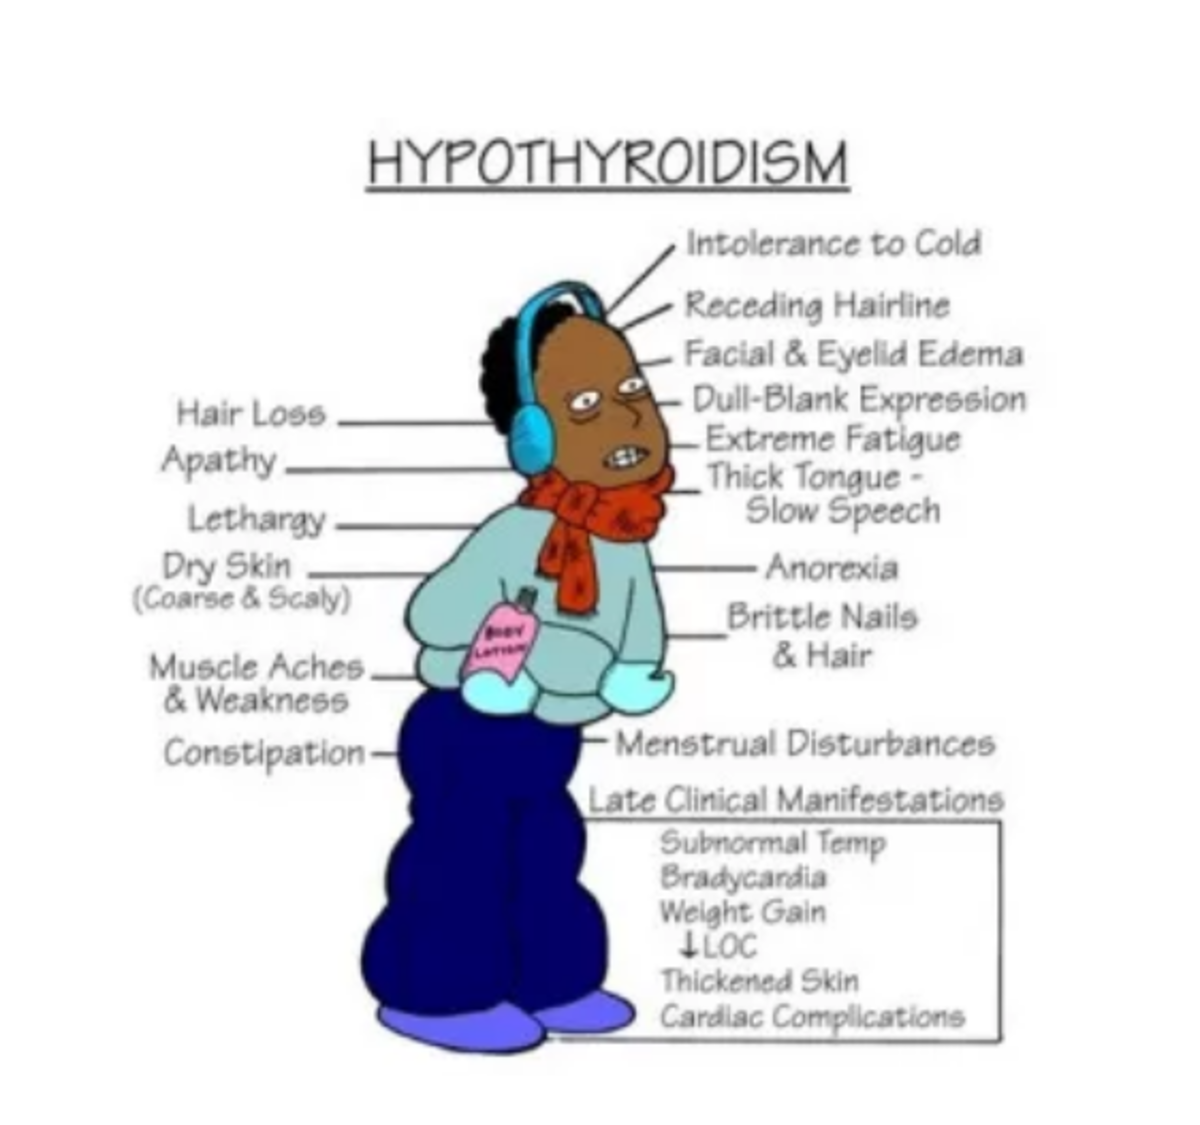 HYPOTHYROIDISM
Intolerance to Cold
Receding Hairline
Facial & Eyelid Edema
Dull-Blank Expression
Extreme Fatigue
Thick Tongue -
Slow Speech
Anorexia
Brittle Nails
& Hair
Menstrual Disturbances
Hair Loss
Apathy
Lethargy
Dry Skin
(Coarse & Scaly)
Muscle Aches
& Weakness
Constipation
BODY
LOTION
Late Clinical Manifestations
Subnormal Temp
Bradycardia
Weight Gain
↓LOC
Thickened Skin
Cardiac Complications